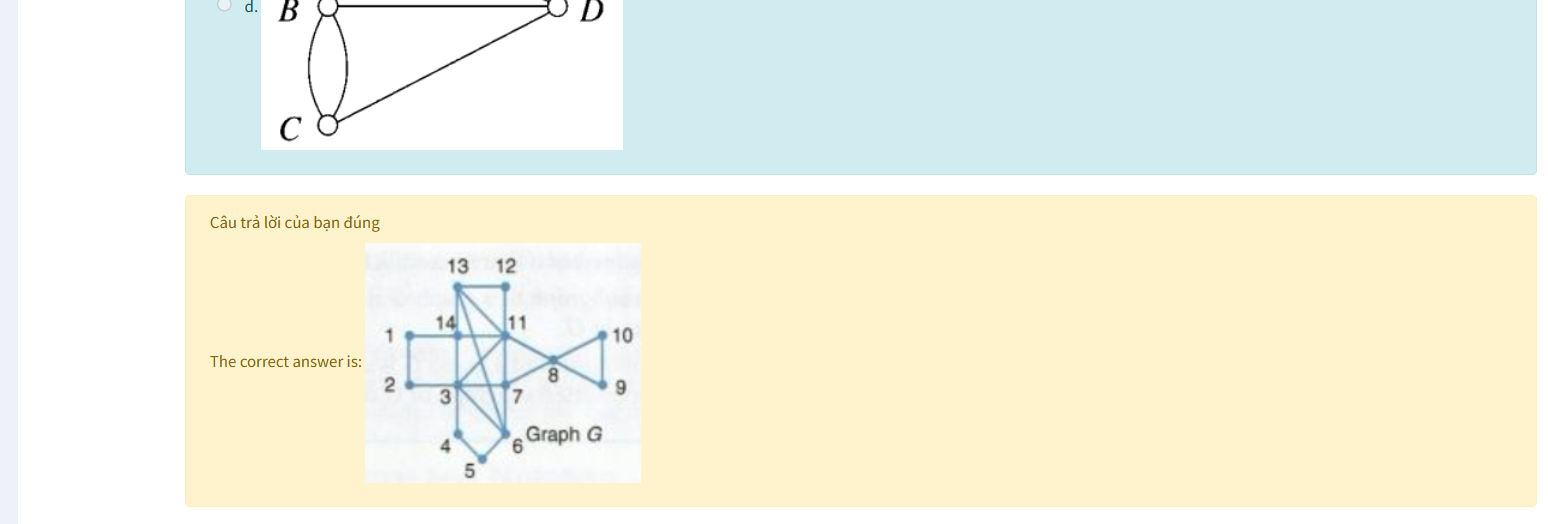 d. B D
C
Câu trả lời của bạn đúng
13 12
1 14 11 10
The correct answer is:
2 3 7 8 9
4 6 Graph G
5